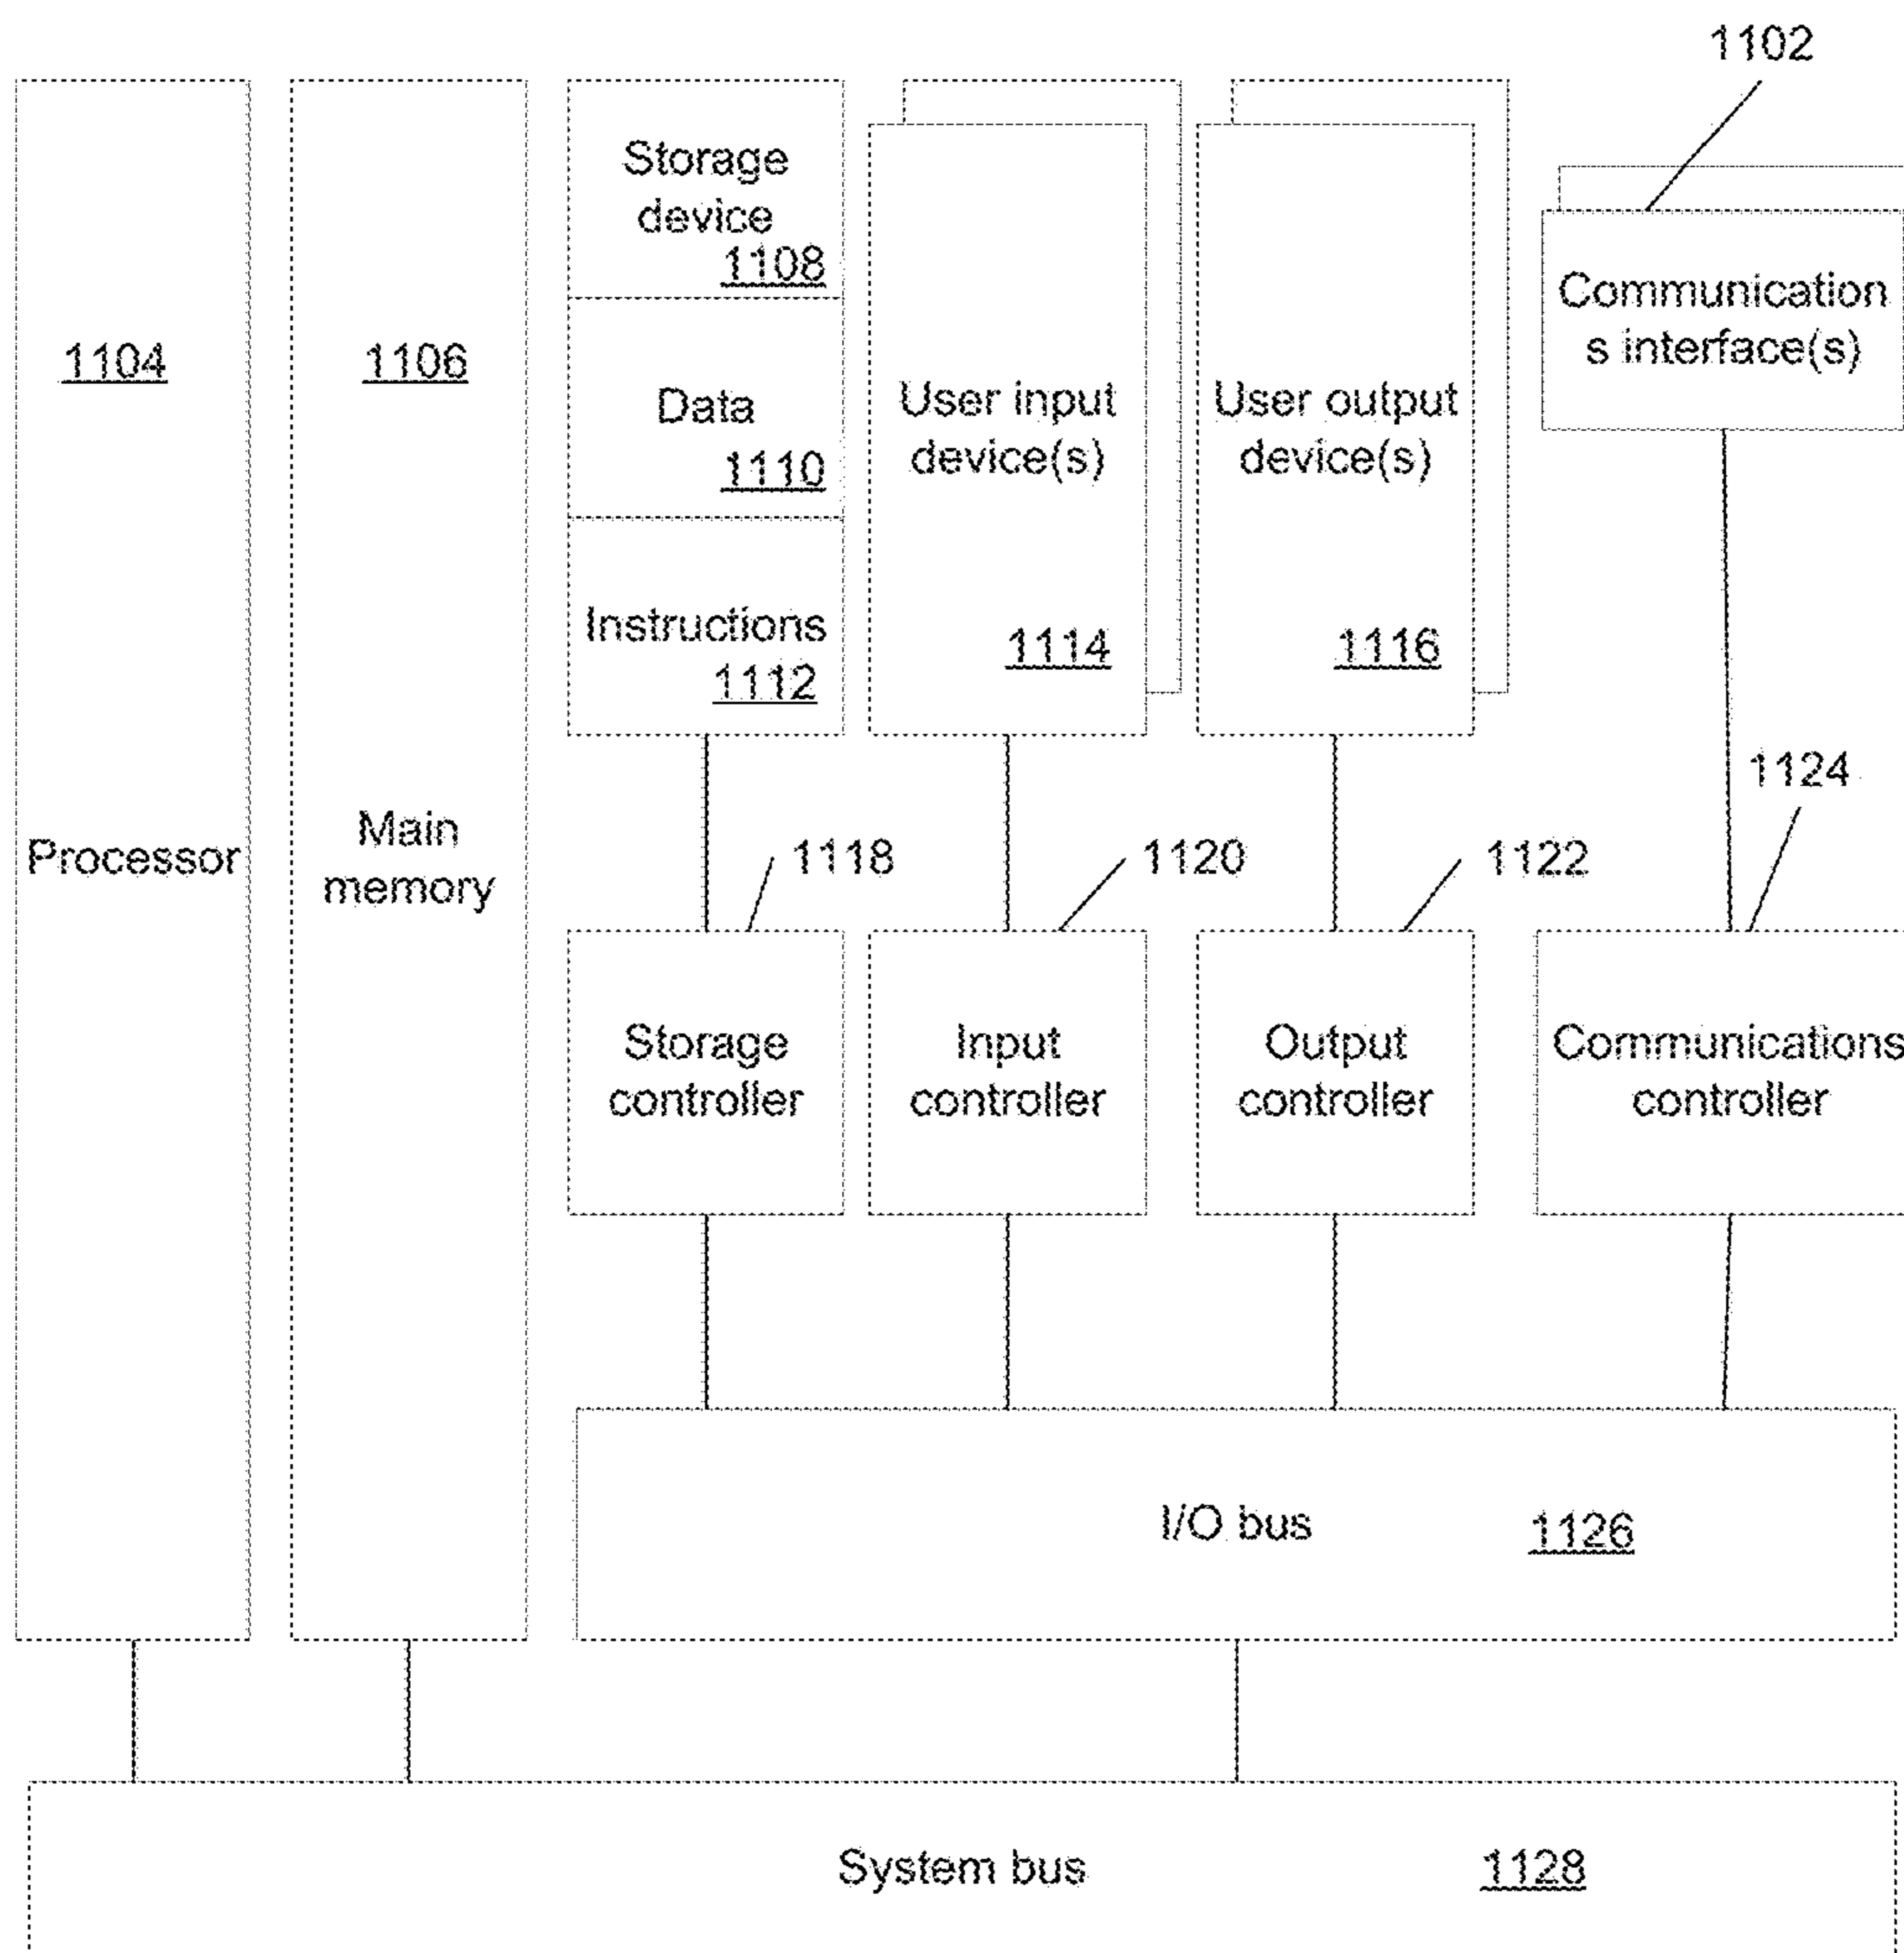 1102
Storage
device
1108
1104
1106
Data
1110
User input
device(s)
User output
device(s)
Communication
s interface(s)
Instructions
1112
1114
1116
1124
Processor
Main
memory
1118
1120
1122
Storage
controller
Input
controller
Output
controller
Communications
controller
I/O bus
1126
System bus
1128